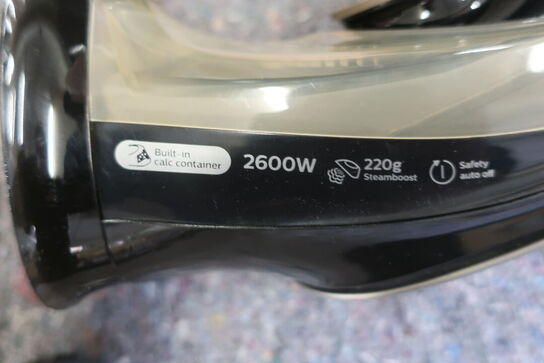 Built-in
calc container
2600W
220g
Steamboost
Safety
auto off